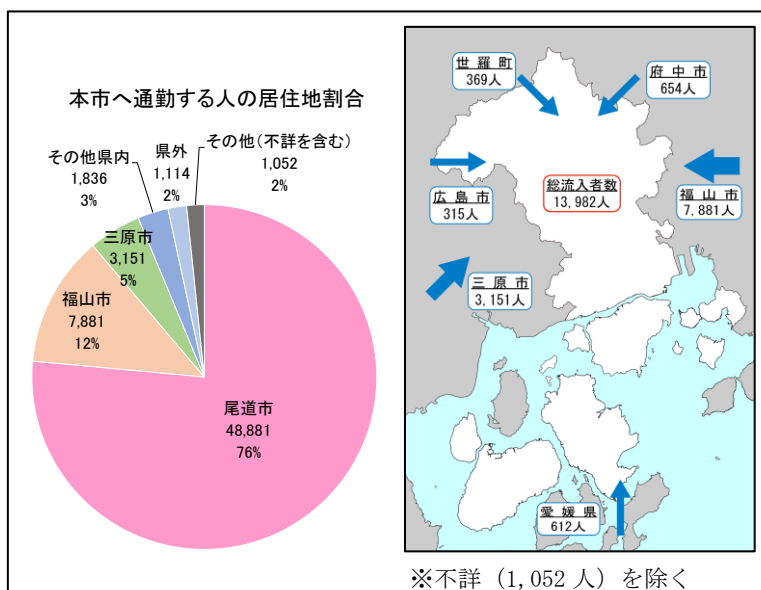 本市へ通勤する人の居住地割合
その他(不詳を含む)
1,052
2%
県外
1,114
2%
その他県内
1,836
3%
三原市
3,151
5%
福山市
7,881
12%
尾道市
48,881
76%
世羅町
369人
府中市
654人
広島市
315人
総流入者数
13,982人
福山市
7,881人
三原市
3,151人
愛媛県
612人
※不詳(1,052人)を除く